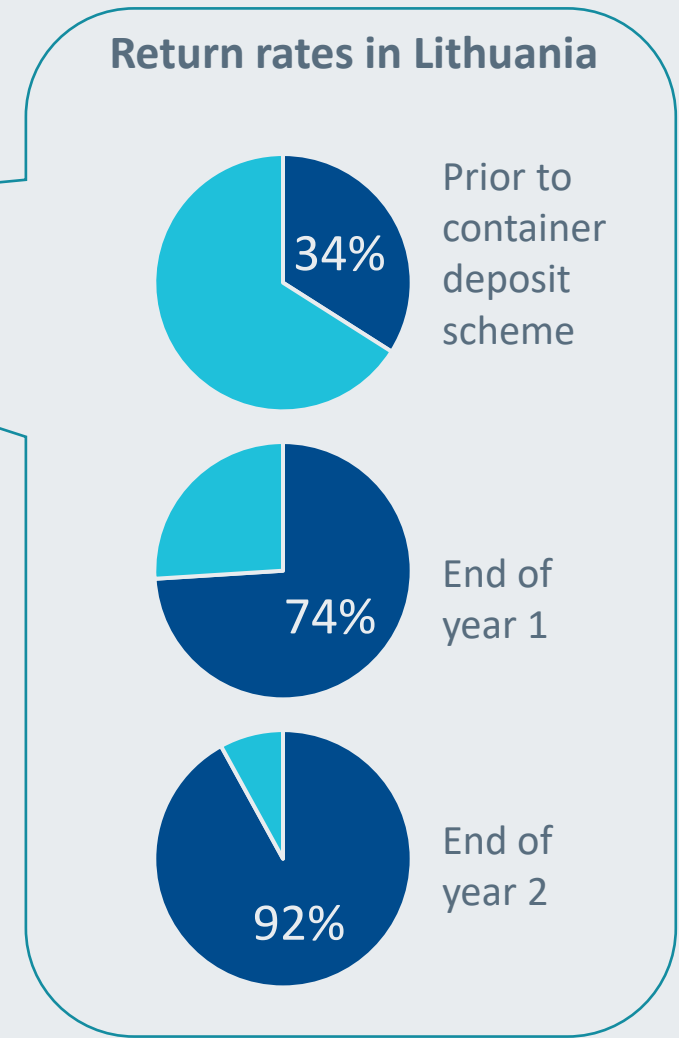 Return rates in Lithuania
34%
Prior to
container
deposit
scheme
74%
End of
year 1
92%
End of
year 2